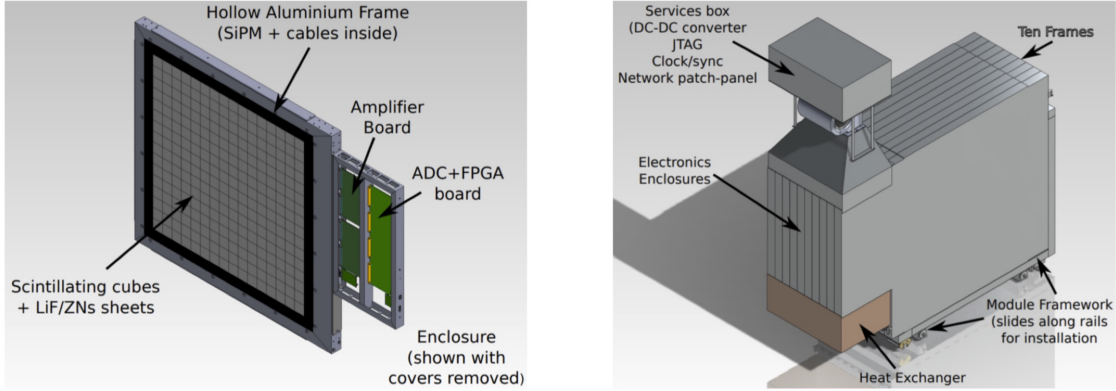 Hollow Aluminium Frame
(SiPM + cables inside)
Amplifier
Board
ADC+FPGA
board
Scintillating cubes
+ LiF/ZNs sheets
Enclosure
(shown with
covers removed)
Services box
(DC-DC converter
JTAG
Clock/sync
Network patch-panel
Ten Frames
Electronics
Enclosures
Module Framework
(slides along rails
for installation
Heat Exchanger